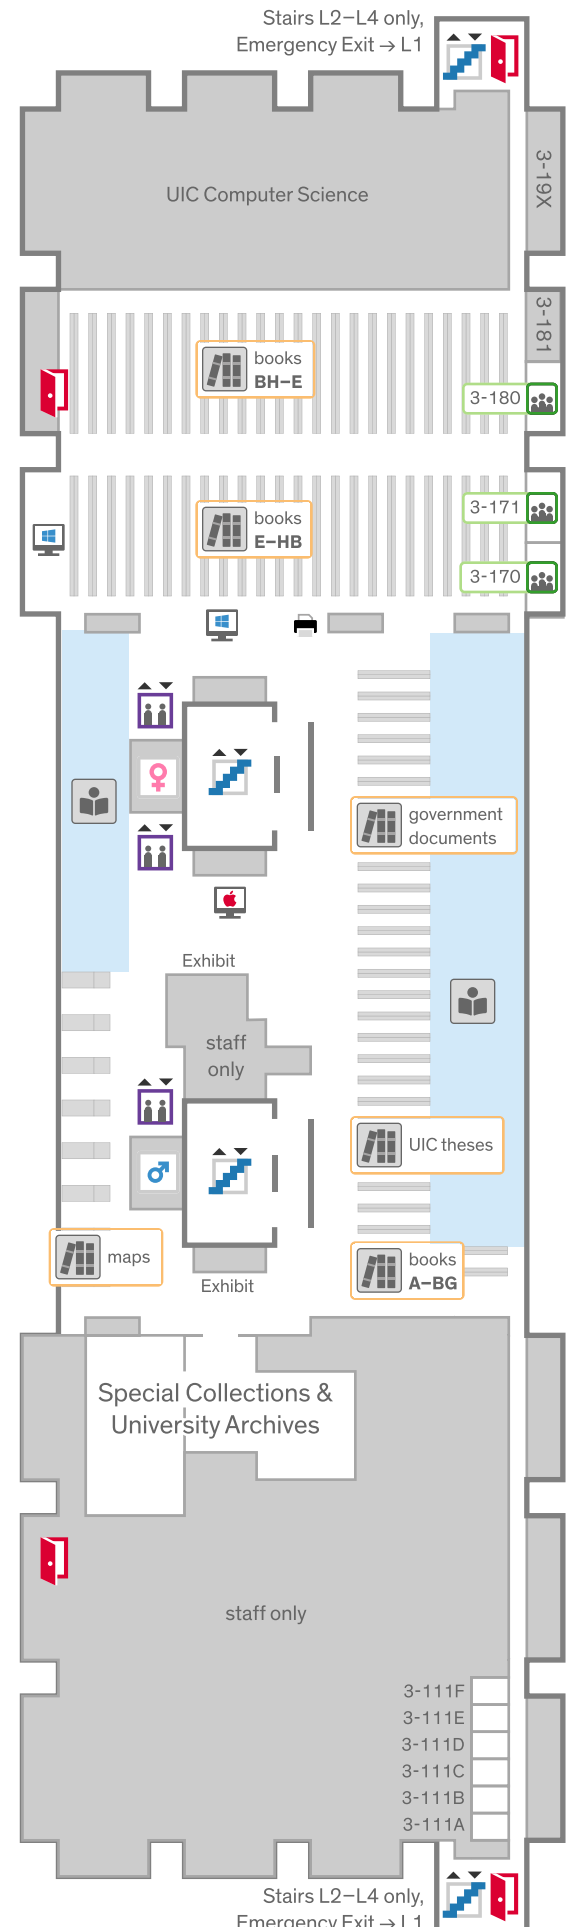 Stairs L2–L4 only,
Emergency Exit → L1
UIC Computer Science
3-19X
3-181
books
BH–E
3-180
3-171
books
E–HB
3-170
government
documents
Exhibit
staff
only
UIC theses
maps
books
A–BG
Exhibit
Special Collections &
University Archives
staff only
3-111F
3-111E
3-111D
3-111C
3-111B
3-111A
Stairs L2–L4 only,
Emergency Exit → L1